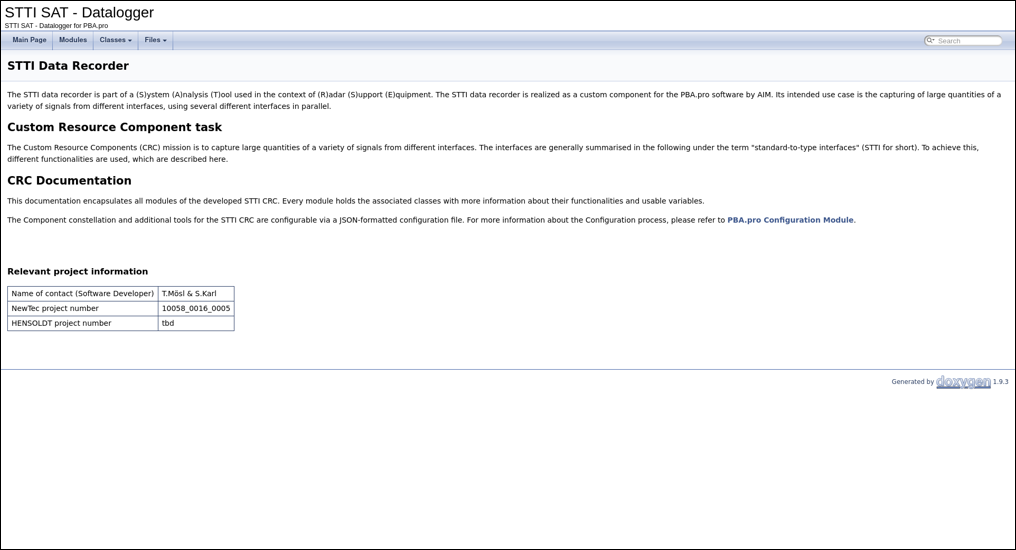 STTI SAT - Datalogger
STTI SAT - Datalogger for PBA.pro
Main Page Modules Classes Files Search
STTI Data Recorder
The STTI data recorder is part of a (S)ystem (A)nalysis (T)ool used in the context of (R)adar (S)upport (E)quipment. The STTI data recorder is realized as a custom component for the PBA.pro software by AIM. Its intended use case is the capturing of large quantities of a
variety of signals from different interfaces, using several different interfaces in parallel.
Custom Resource Component task
The Custom Resource Components (CRC) mission is to capture large quantities of a variety of signals from different interfaces. The interfaces are generally summarised in the following under the term "standard-to-type interfaces" (STTI for short). To achieve this,
different functionalities are used, which are described here.
CRC Documentation
This documentation encapsulates all modules of the developed STTI CRC. Every module holds the associated classes with more information about their functionalities and usable variables.
The Component constellation and additional tools for the STTI CRC are configurable via a JSON-formatted configuration file. For more information about the Configuration process, please refer to PBA.pro Configuration Module.
Relevant project information
Name of contact (Software Developer) T.Mösl & S.Karl
NewTec project number 10058_0016_0005
HENSOLDT project number tbd
Generated by doxygen 1.9.3